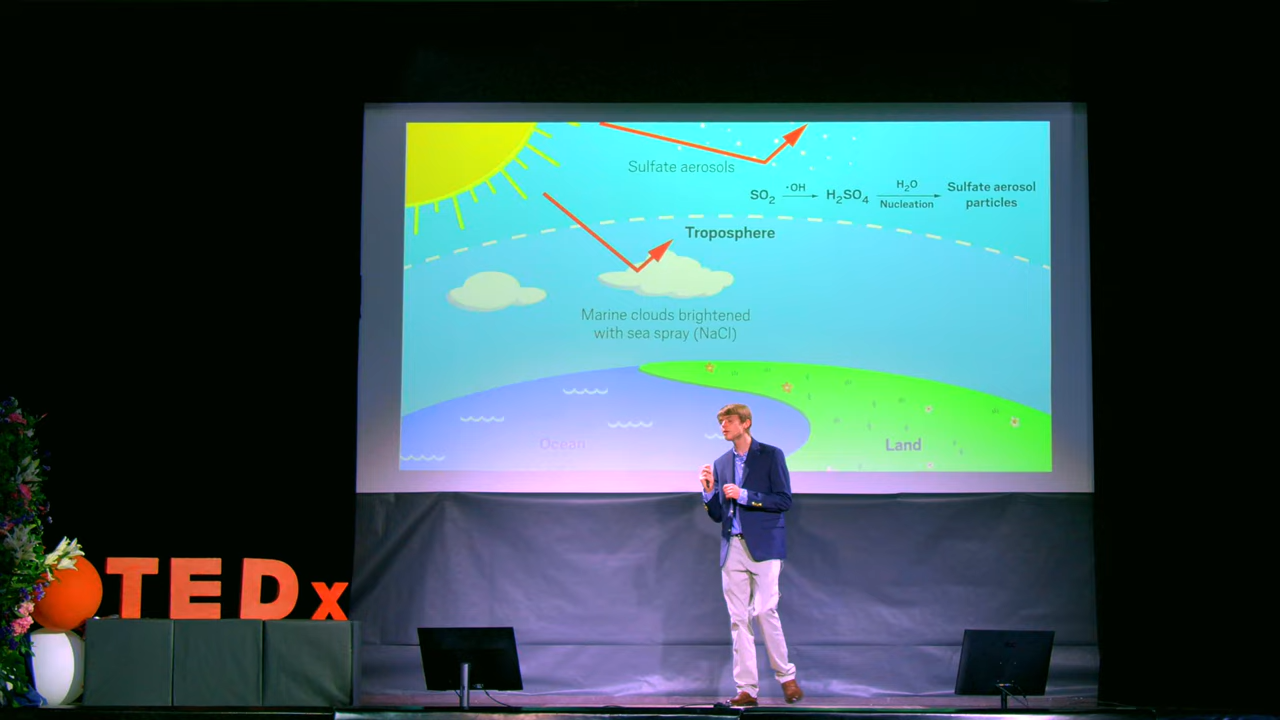 Sulfate aerosols
SO₂ ·OH → H₂SO₄ H₂O Nucleation → Sulfate aerosol particles
Troposphere
Marine clouds brightened
with sea spray (NaCl)
Ocean
Land
TEDx